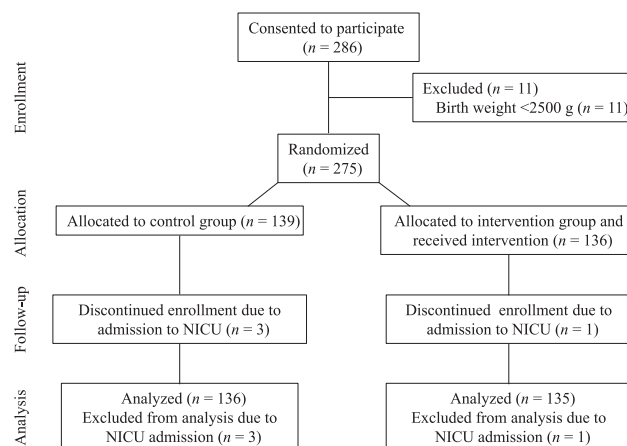 Enrollment
Consented to participate
(n = 286)
Excluded (n = 11)
Birth weight <2500 g (n = 11)
Randomized
(n = 275)
Allocation
Allocated to control group (n = 139)
Allocated to intervention group and
received intervention (n = 136)
Follow-up
Discontinued enrollment due to
admission to NICU (n = 3)
Discontinued enrollment due to
admission to NICU (n = 1)
Analysis
Analyzed (n = 136)
Excluded from analysis due to
NICU admission (n = 3)
Analyzed (n = 135)
Excluded from analysis due to
NICU admission (n = 1)